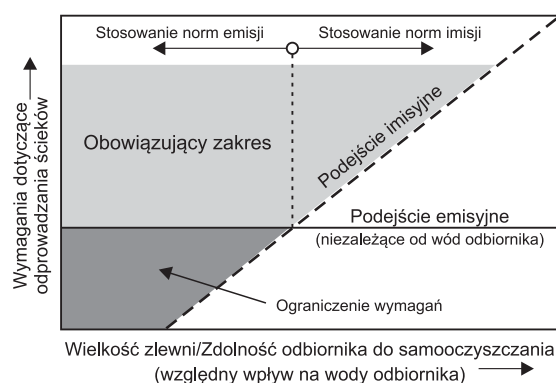 Stosowanie norm emisji
Stosowanie norm imisji
Wymagania dotyczące
odprowadzania ścieków
Obowiązujący zakres
Podejście imisyjne
Podejście emisyjne
(niezależące od wód odbiornika)
Ograniczenie wymagań
Wielkość zlewni/Zdolność odbiornika do samooczyszczania
(względny wpływ na wody odbiornika)